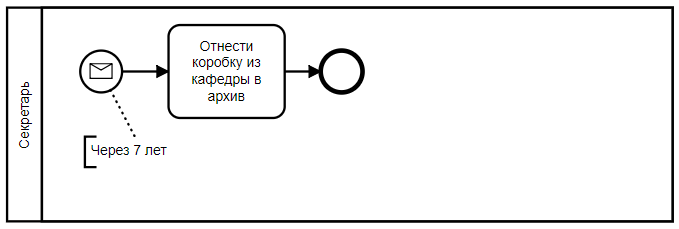 Секретарь
Отнести
коробку из
кафедры в
архив
Через 7 лет